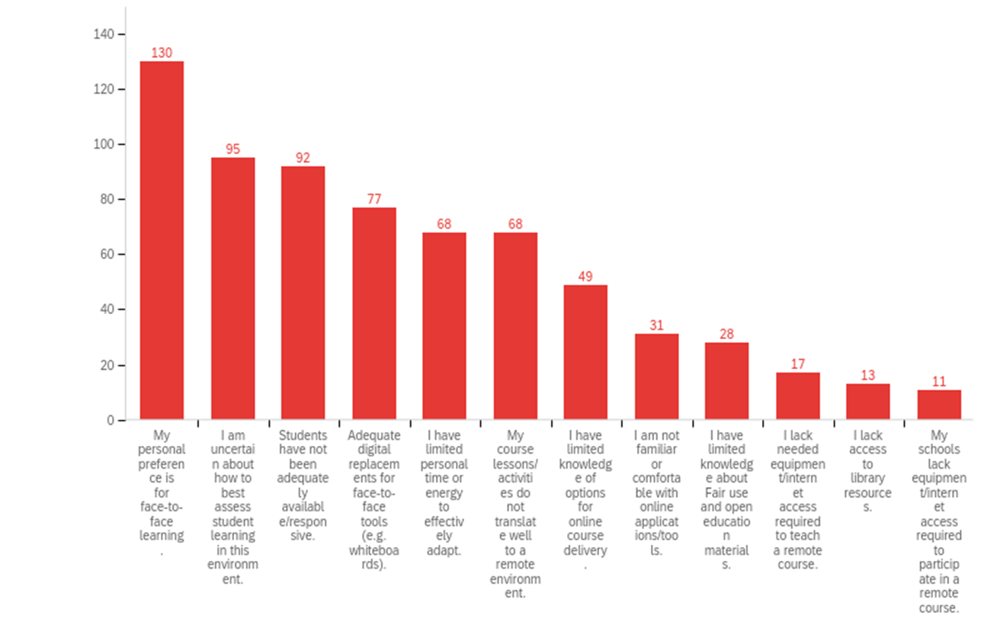 140
120
100
80
60
40
20
0
130
95
92
77
68
68
49
31
28
17
13
11
My
personal
preferen
ce is
for
face-to-
face
learning
.
I am
uncertai
n about
how to
best
assess
student
learning
in this
environm
ent.
Students
have not
been
adequate
ly
availabl
e/respon
sive.
Adequate
digital
replacem
ents for
face-to-
face
tools
(e.g.
whiteboa
rds).
I have
limited
personal
time or
energy
to
effectiv
ely
adapt.
My
course
lessons/
activiti
es do
not
translat
e well
to a
remote
environm
ent.
I have
limited
knowledg
e of
options
for
online
course
delivery
.
I am not
familiar
or
comforta
ble with
online
applicat
ions/too
ls.
I have
limited
knowledg
e about
Fair use
and open
educatio
n
material
s.
I lack
needed
equipmen
t/intern
et
access
required
to teach
a remote
course.
I lack
access
to
library
resource
s.
My
schools
lack
equipmen
t/intern
et
access
required
to
particip
ate in a
remote
course.